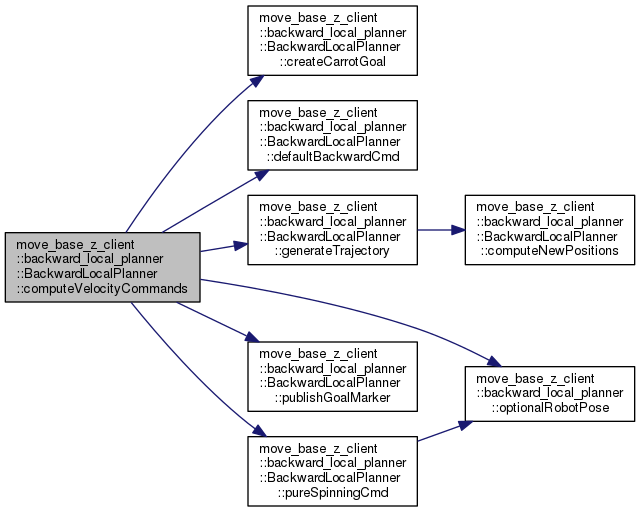 move_base_z_client
::backward_local_planner
::BackwardLocalPlanner
::createCarrotGoal
move_base_z_client
::backward_local_planner
::BackwardLocalPlanner
::defaultBackwardCmd
move_base_z_client
::backward_local_planner
::BackwardLocalPlanner
::generateTrajectory
move_base_z_client
::backward_local_planner
::BackwardLocalPlanner
::computeNewPositions
move_base_z_client
::backward_local_planner
::BackwardLocalPlanner
::computeVelocityCommands
move_base_z_client
::backward_local_planner
::BackwardLocalPlanner
::publishGoalMarker
move_base_z_client
::backward_local_planner
::optionalRobotPose
move_base_z_client
::backward_local_planner
::BackwardLocalPlanner
::pureSpinningCmd